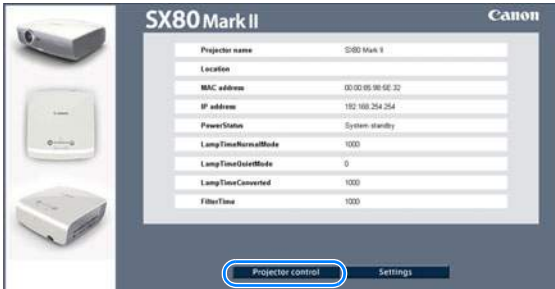 SX80 Mark II
Canon
Projector name SX80 Mark II
Location
MAC address 00:00:85:98:5E:32
IP address 192.168.254.254
PowerStatus System standby
LampTimeNormalMode 1000
LampTimeQuietMode 0
LampTimeConverted 1000
FilterTime 1000
Projector control
Settings